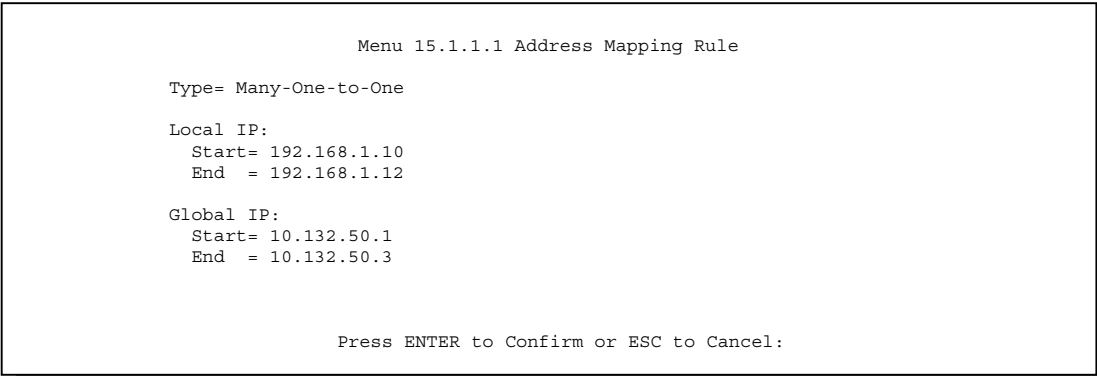 Menu 15.1.1.1 Address Mapping Rule
Type= Many-One-to-One
Local IP:
Start= 192.168.1.10
End = 192.168.1.12
Global IP:
Start= 10.132.50.1
End = 10.132.50.3
Press ENTER to Confirm or ESC to Cancel: